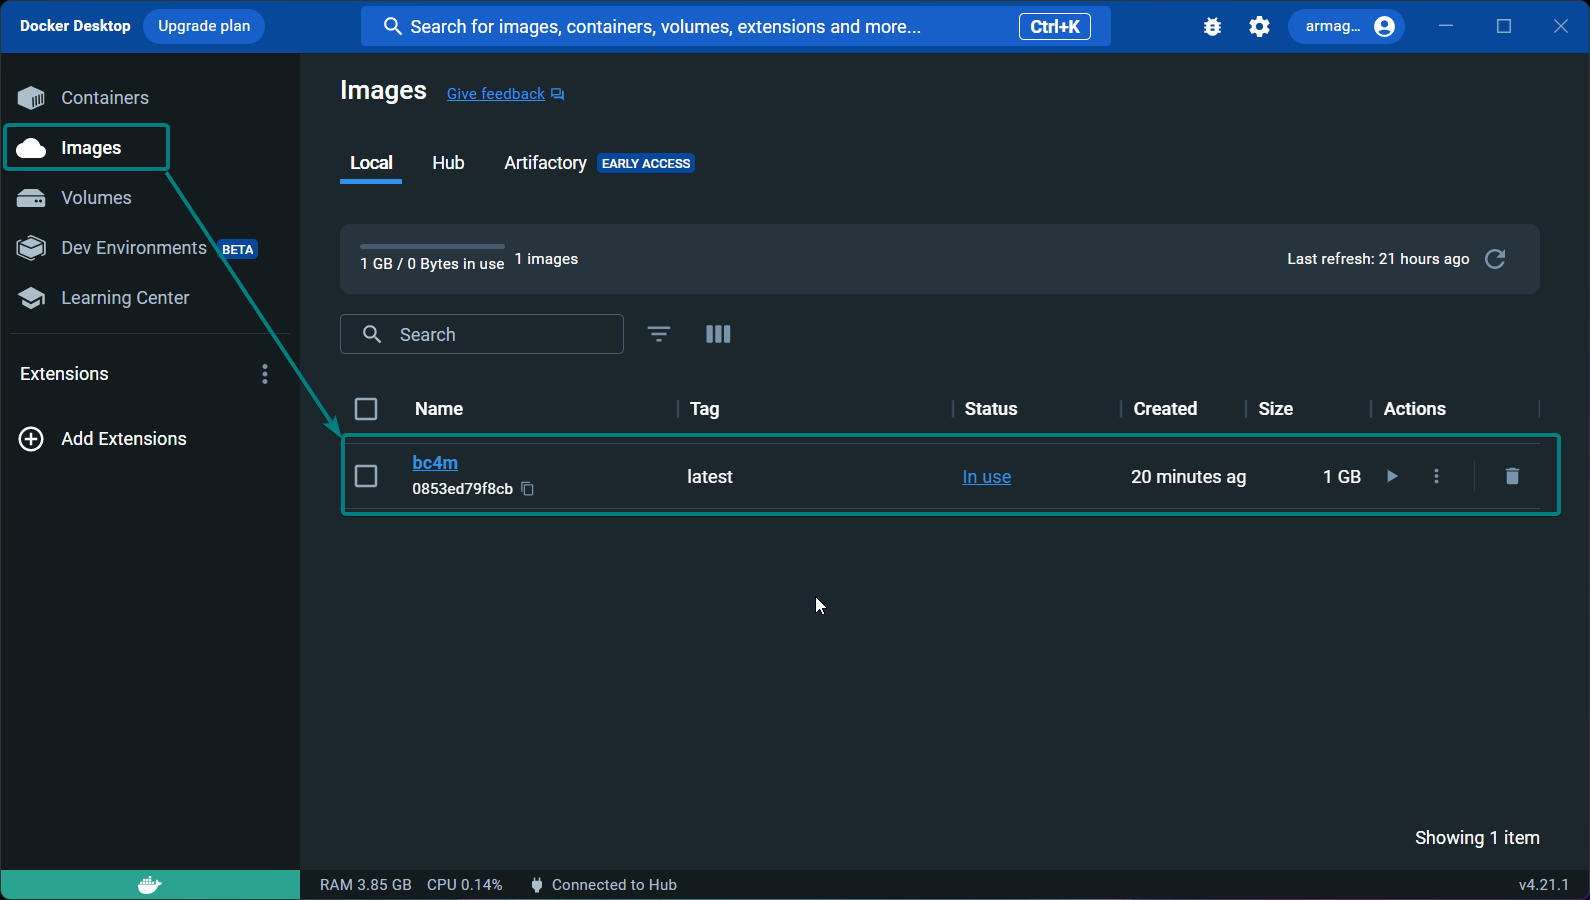 Docker Desktop Upgrade plan Search for images, containers, volumes, extensions and more... Ctrl+K armag...
Containers
Images
Volumes
Dev Environments BETA
Learning Center
Extensions
Add Extensions
Images Give feedback
Local Hub Artifactory EARLY ACCESS
1 GB / 0 Bytes in use 1 images Last refresh: 21 hours ago
Search
Name Tag Status Created Size Actions
bc4m
0853ed79f8cb
latest In use 20 minutes ag 1 GB
Showing 1 item
RAM 3.85 GB CPU 0.14% Connected to Hub v4.21.1